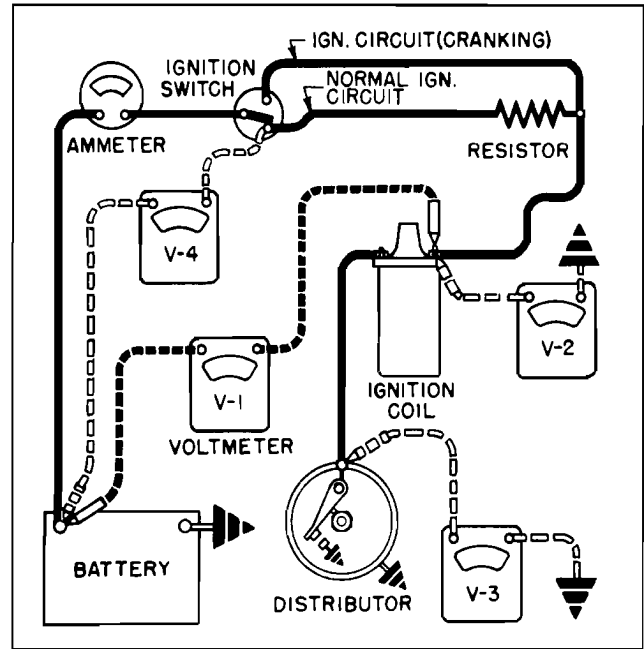 IGN. CIRCUIT (CRANKING)
IGNITION
SWITCH
NORMAL IGN.
CIRCUIT
AMMETER
RESISTOR
V-4
V-2
V-1
VOLTMETER
IGNITION
COIL
BATTERY
DISTRIBUTOR
V-3